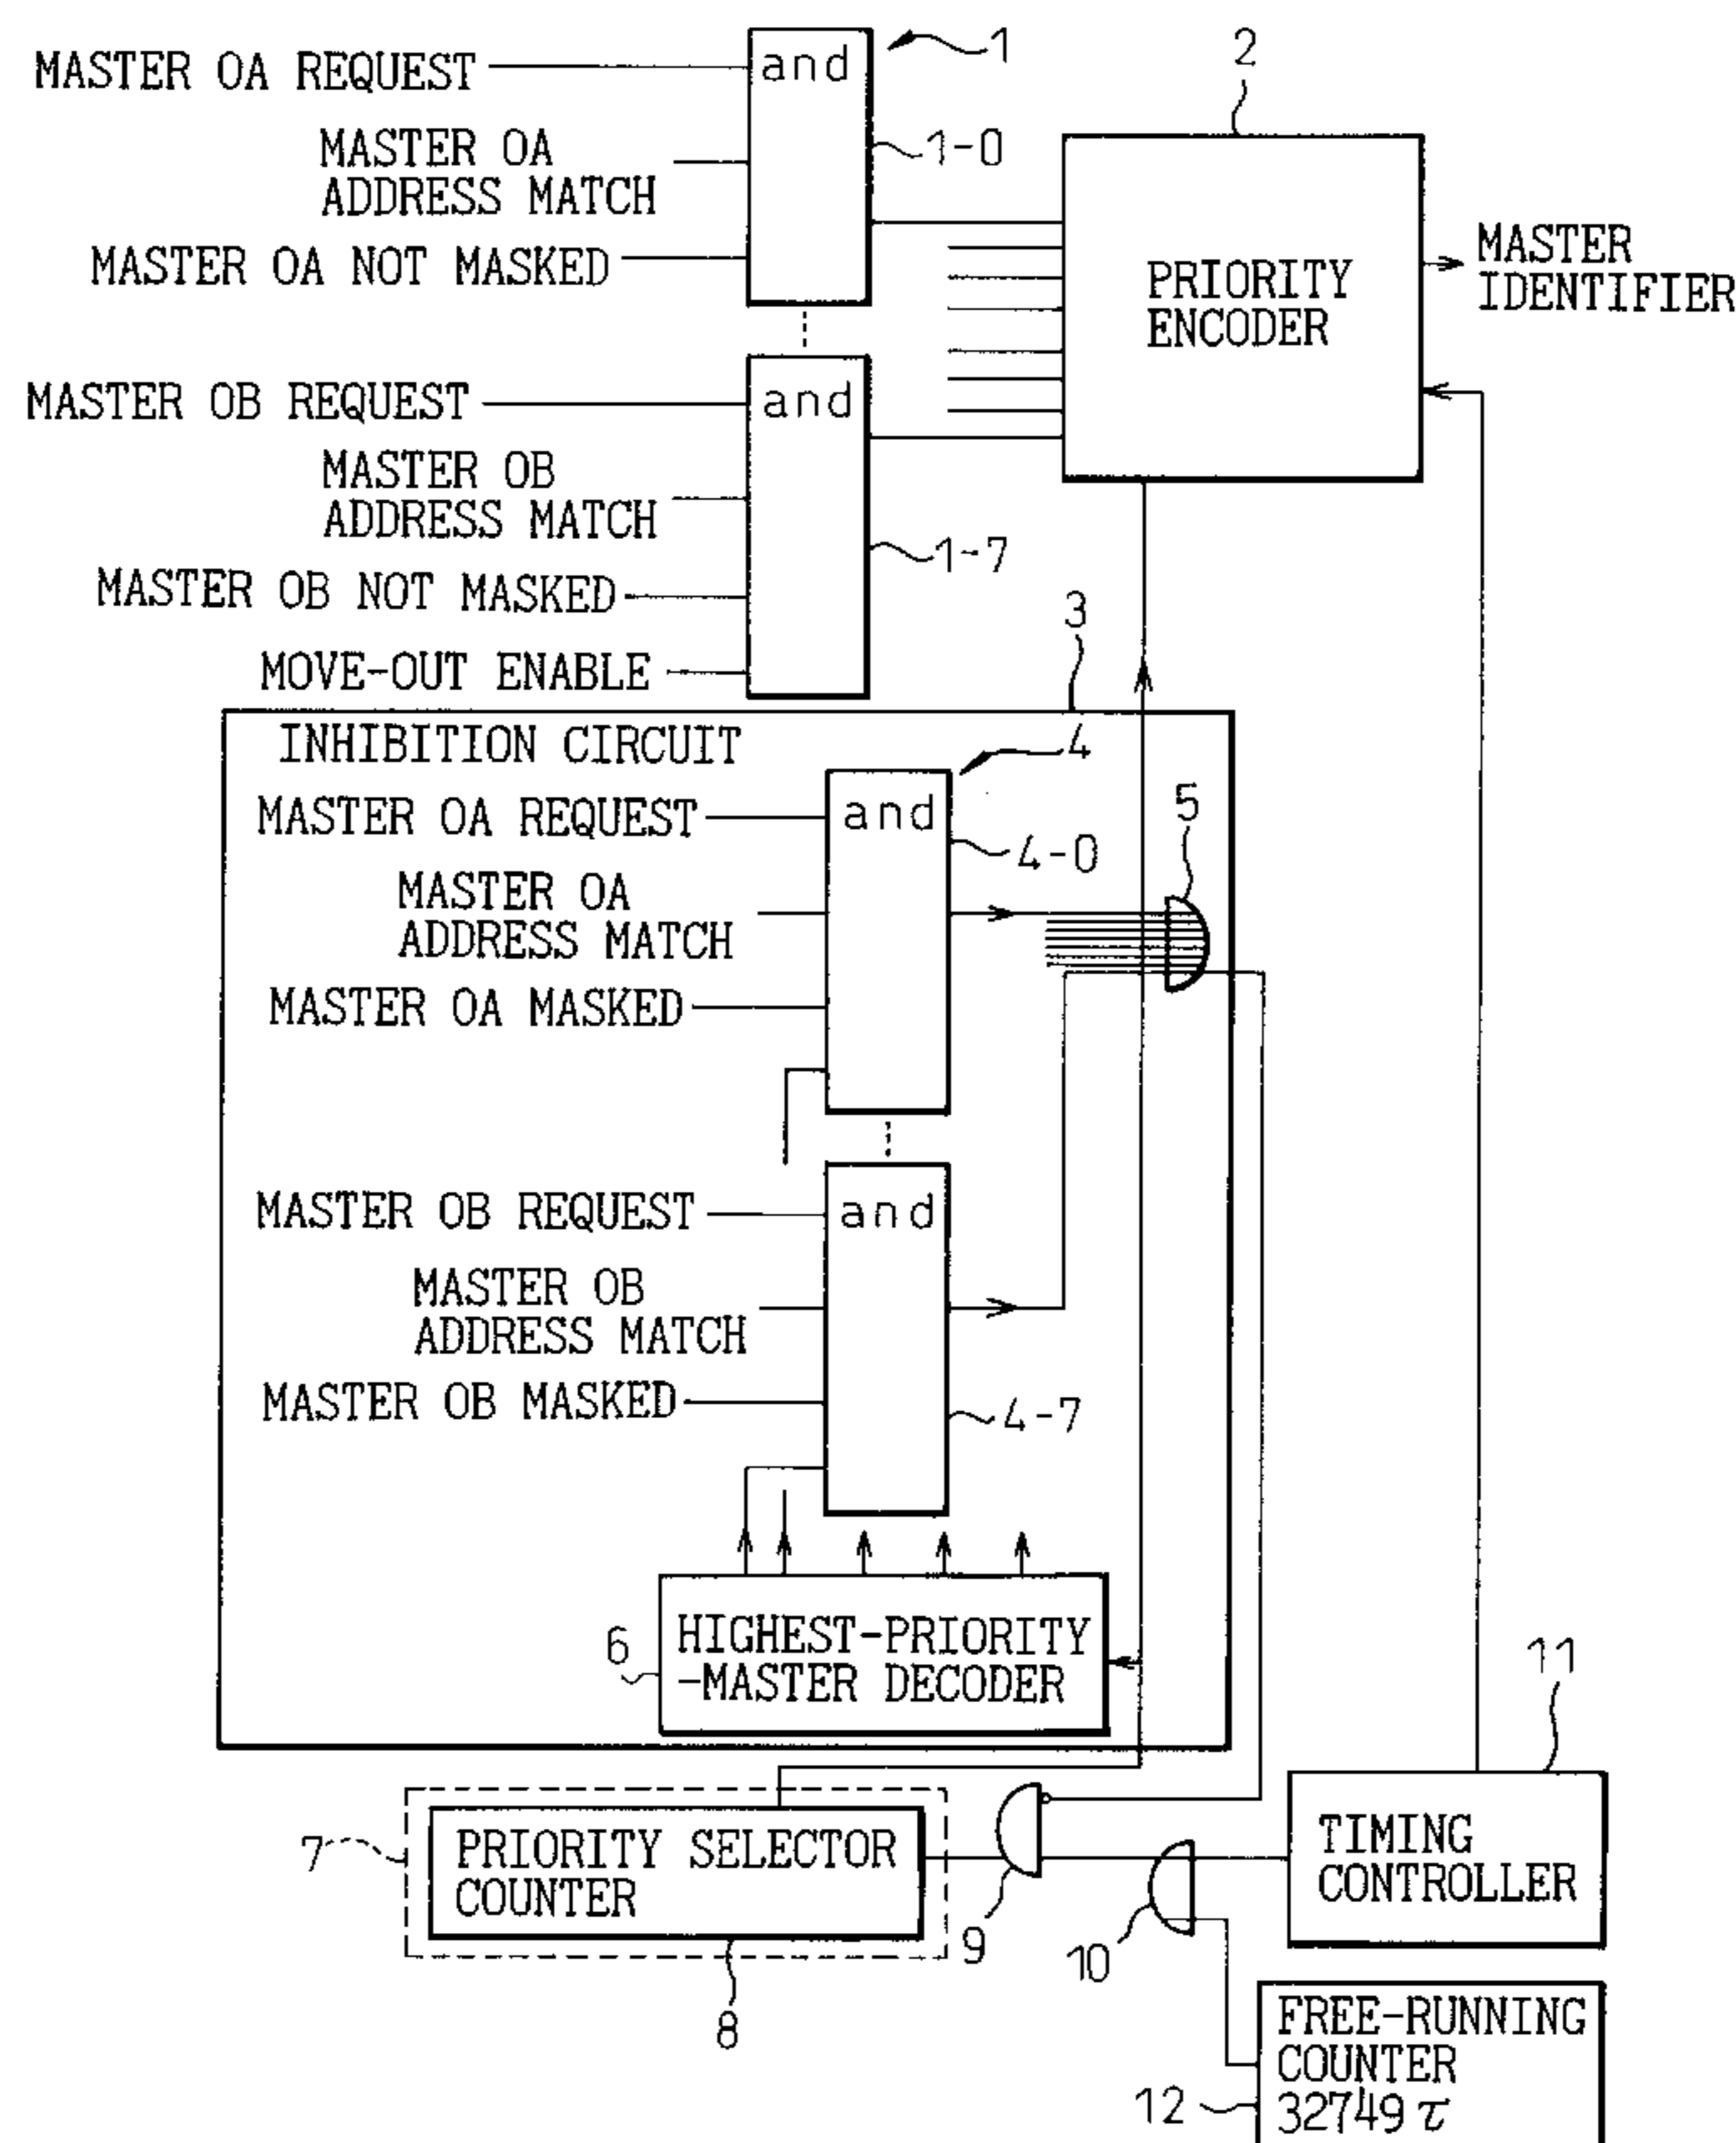 1
MASTER OA REQUEST
and
2
MASTER OA
ADDRESS MATCH
1-0
MASTER OA NOT MASKED
PRIORITY
ENCODER
MASTER
IDENTIFIER
MASTER OB REQUEST
and
MASTER OB
ADDRESS MATCH
1-7
MASTER OB NOT MASKED
3
MOVE-OUT ENABLE
INHIBITION CIRCUIT
4
MASTER OA REQUEST
and
5
4-0
MASTER OA
ADDRESS MATCH
MASTER OA MASKED
MASTER OB REQUEST
and
MASTER OB
ADDRESS MATCH
MASTER OB MASKED
4-7
6
HIGHEST-PRIORITY
-MASTER DECODER
11
7
PRIORITY SELECTOR
COUNTER
TIMING
CONTROLLER
9
10
8
FREE-RUNNING
COUNTER
32749 τ
12